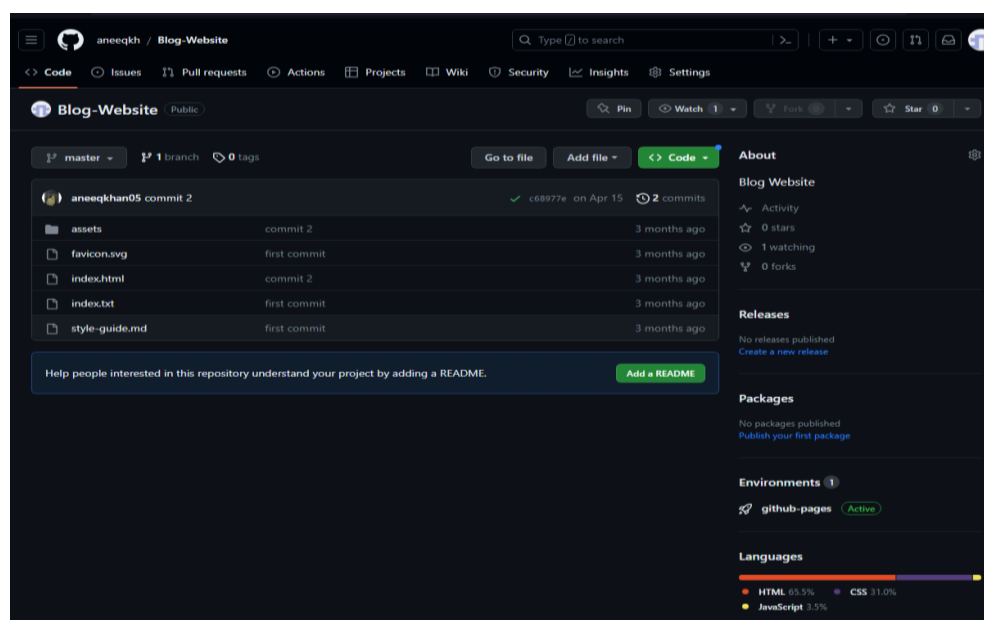 aneeqkh / Blog-Website
Type / to search
Code Issues Pull requests Actions Projects Wiki Security Insights Settings
Blog-Website Public
Pin Watch 1 Fork 0 Star 0
master 1 branch 0 tags
Go to file Add file Code
aneeqkhan05 commit 2 c68977e on Apr 15 2 commits
assets commit 2 3 months ago
favicon.svg first commit 3 months ago
index.html commit 2 3 months ago
index.txt first commit 3 months ago
style-guide.md first commit 3 months ago
Help people interested in this repository understand your project by adding a README. Add a README
About
Blog Website
Activity
0 stars
1 watching
0 forks
Releases
No releases published
Create a new release
Packages
No packages published
Publish your first package
Environments 1
github-pages Active
Languages
HTML 65.5% CSS 31.0%
JavaScript 3.5%